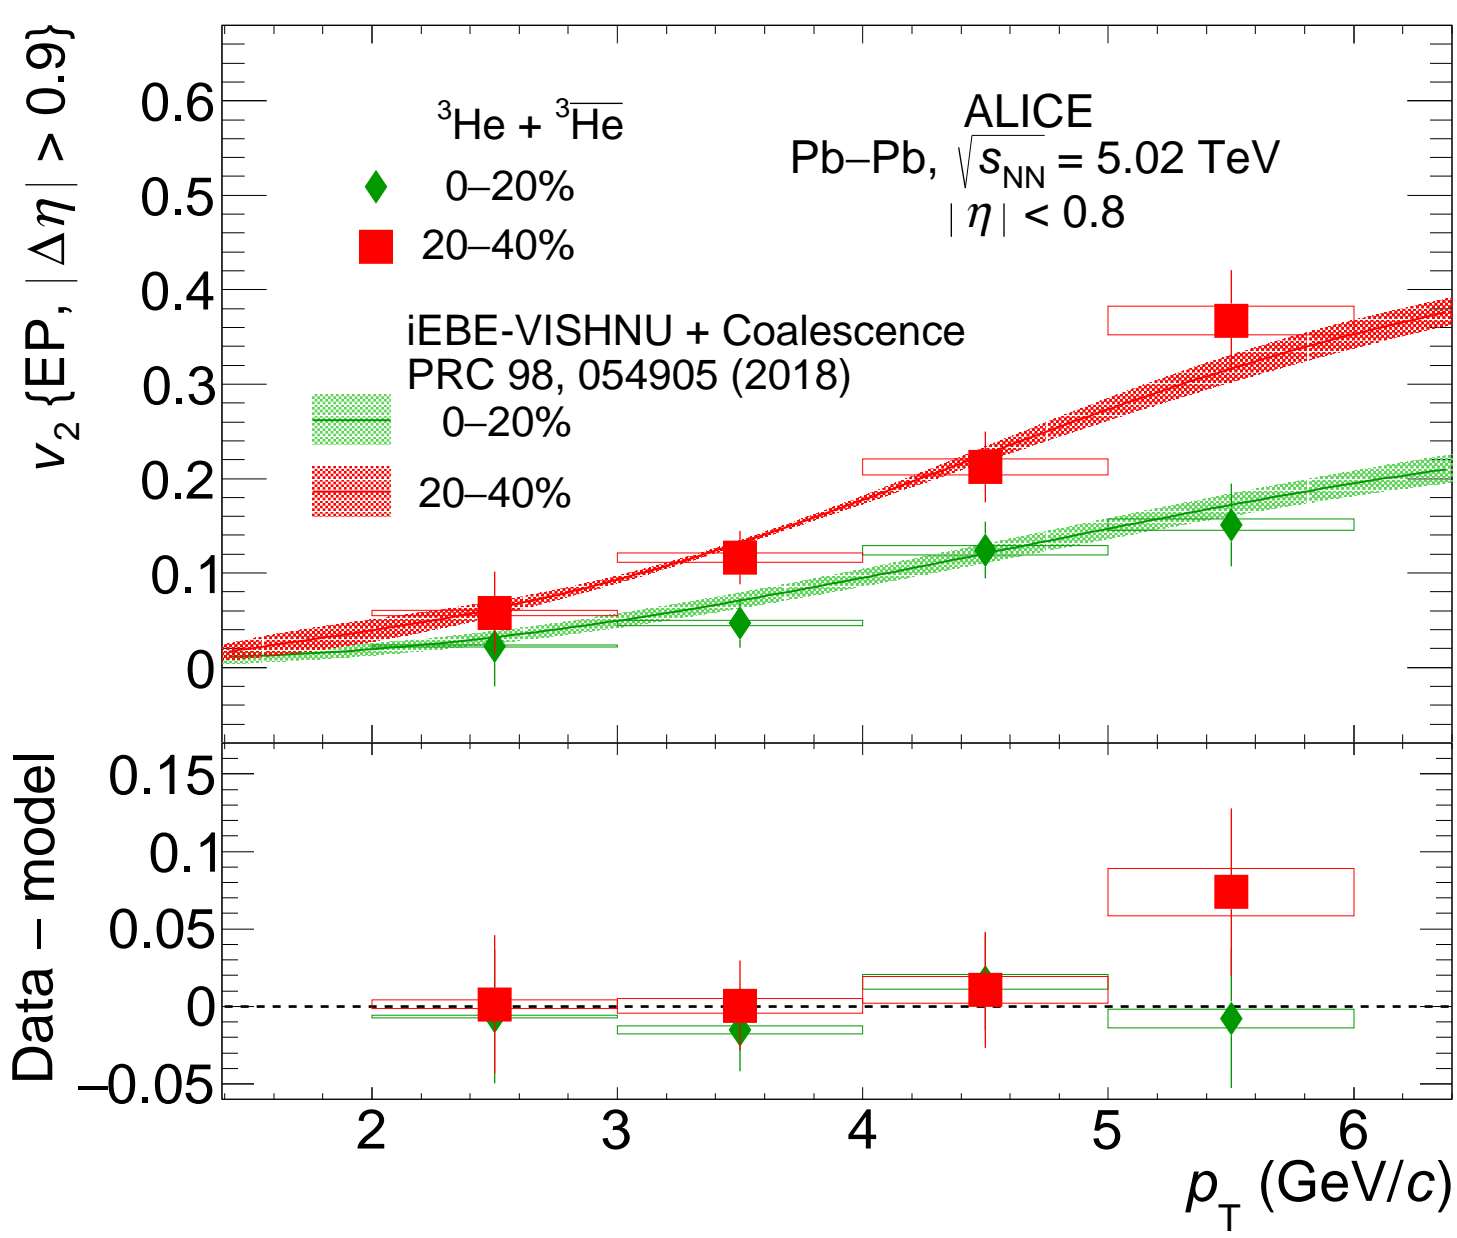 v₂ {EP, |Δη| > 0.9}
0.6
0.5
0.4
0.3
0.2
0.1
0
³He + ³H̅e̅
0–20%
20–40%
iEBE-VISHNU + Coalescence
PRC 98, 054905 (2018)
0–20%
20–40%
ALICE
Pb–Pb, √s_NN = 5.02 TeV
| η | < 0.8
Data – model
0.15
0.1
0.05
0
–0.05
2 3 4 5 6
p_T (GeV/c)